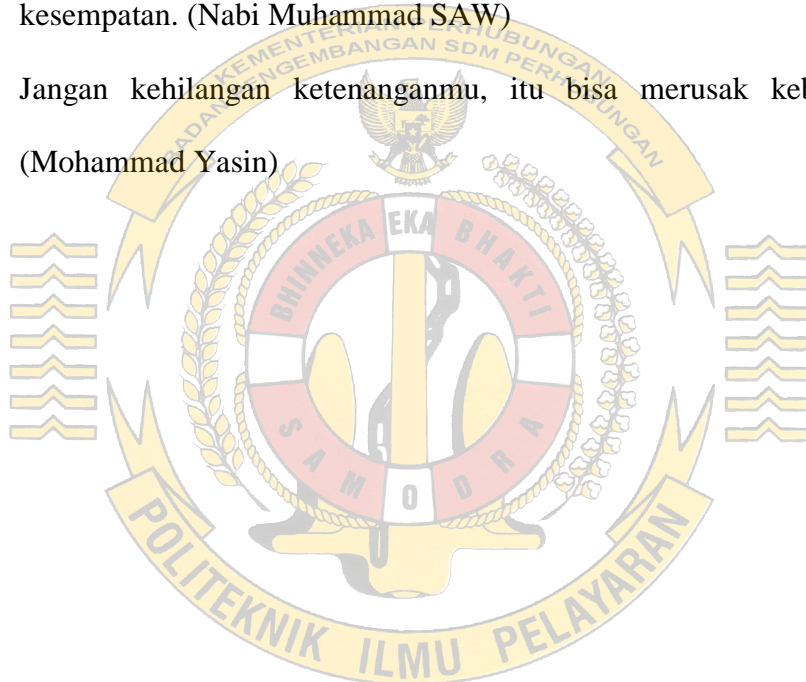 kesempatan. (Nabi Muhammad SAW)
KEMENTERIAN PERHUBUNGAN
BADAN PENGEMBANGAN SDM PERHUBUNGAN
Jangan kehilangan ketenanganmu, itu bisa merusak
(Mohammad Yasin)
BHINNEKA EKA BHAKTI
SAMODRA
POLITEKNIK ILMU PELAYARAN